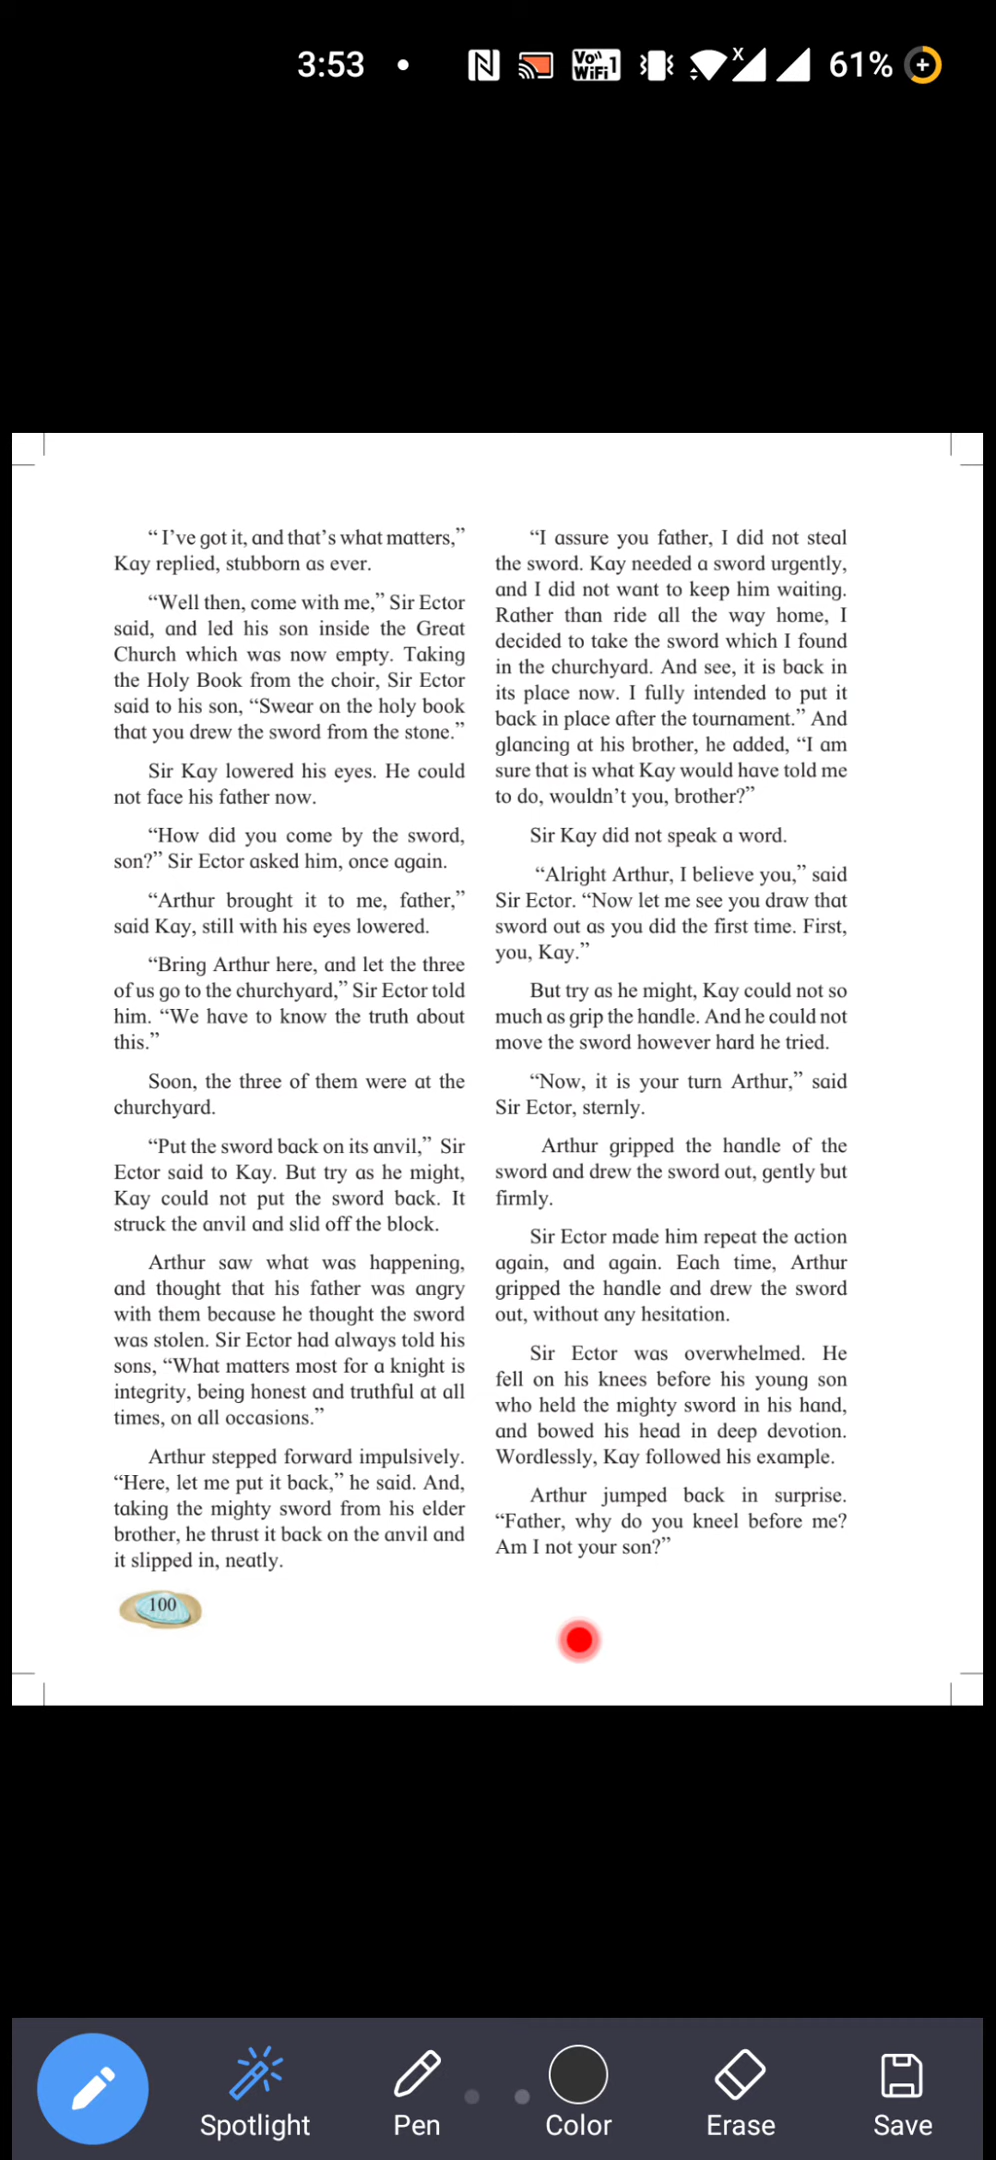 3:53
Vo 1
WiFi
X
61%
“ I’ve got it, and that’s what matters,”
Kay replied, stubborn as ever.
“Well then, come with me,” Sir Ector
said, and led his son inside the Great
Church which was now empty. Taking
the Holy Book from the choir, Sir Ector
said to his son, “Swear on the holy book
that you drew the sword from the stone.”
Sir Kay lowered his eyes. He could
not face his father now.
“How did you come by the sword,
son?” Sir Ector asked him, once again.
“Arthur brought it to me, father,”
said Kay, still with his eyes lowered.
“Bring Arthur here, and let the three
of us go to the churchyard,” Sir Ector told
him. “We have to know the truth about
this.”
Soon, the three of them were at the
churchyard.
“Put the sword back on its anvil,” Sir
Ector said to Kay. But try as he might,
Kay could not put the sword back. It
struck the anvil and slid off the block.
Arthur saw what was happening,
and thought that his father was angry
with them because he thought the sword
was stolen. Sir Ector had always told his
sons, “What matters most for a knight is
integrity, being honest and truthful at all
times, on all occasions.”
Arthur stepped forward impulsively.
“Here, let me put it back,” he said. And,
taking the mighty sword from his elder
brother, he thrust it back on the anvil and
it slipped in, neatly.
100
“I assure you father, I did not steal
the sword. Kay needed a sword urgently,
and I did not want to keep him waiting.
Rather than ride all the way home, I
decided to take the sword which I found
in the churchyard. And see, it is back in
its place now. I fully intended to put it
back in place after the tournament.” And
glancing at his brother, he added, “I am
sure that is what Kay would have told me
to do, wouldn’t you, brother?”
Sir Kay did not speak a word.
“Alright Arthur, I believe you,” said
Sir Ector. “Now let me see you draw that
sword out as you did the first time. First,
you, Kay.”
But try as he might, Kay could not so
much as grip the handle. And he could not
move the sword however hard he tried.
“Now, it is your turn Arthur,” said
Sir Ector, sternly.
Arthur gripped the handle of the
sword and drew the sword out, gently but
firmly.
Sir Ector made him repeat the action
again, and again. Each time, Arthur
gripped the handle and drew the sword
out, without any hesitation.
Sir Ector was overwhelmed. He
fell on his knees before his young son
who held the mighty sword in his hand,
and bowed his head in deep devotion.
Wordlessly, Kay followed his example.
Arthur jumped back in surprise.
“Father, why do you kneel before me?
Am I not your son?”
Spotlight
Pen
Color
Erase
Save